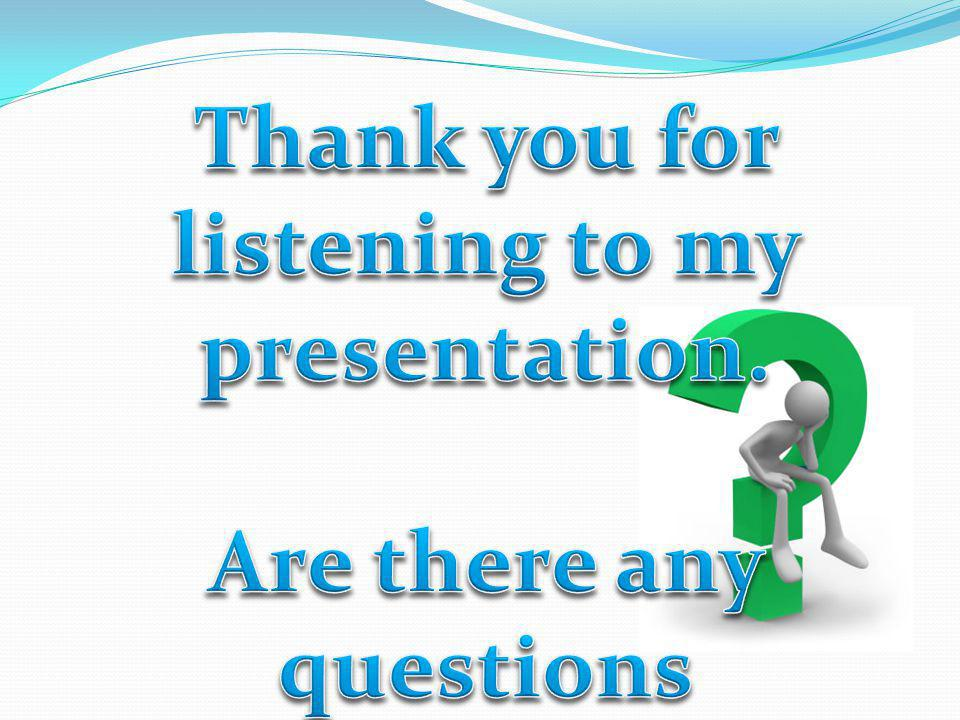 Thank you for
listening to my
presentation.
Are there any
questions